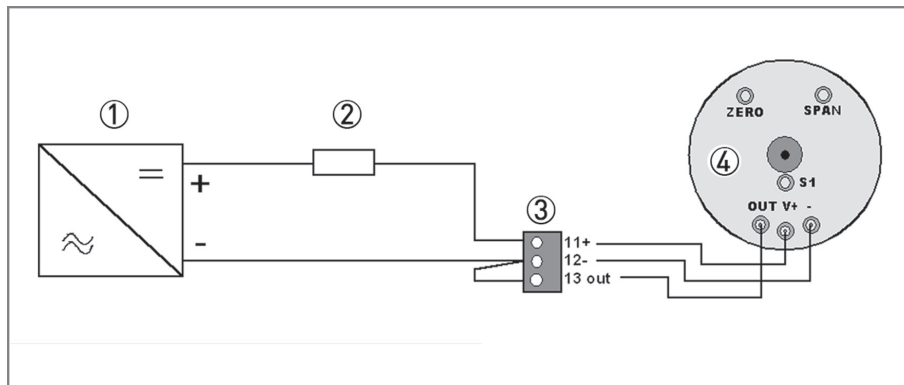 ①
②
+
-
③
11+
12-
13 out
ZERO SPAN
④
S1
OUT V+ -